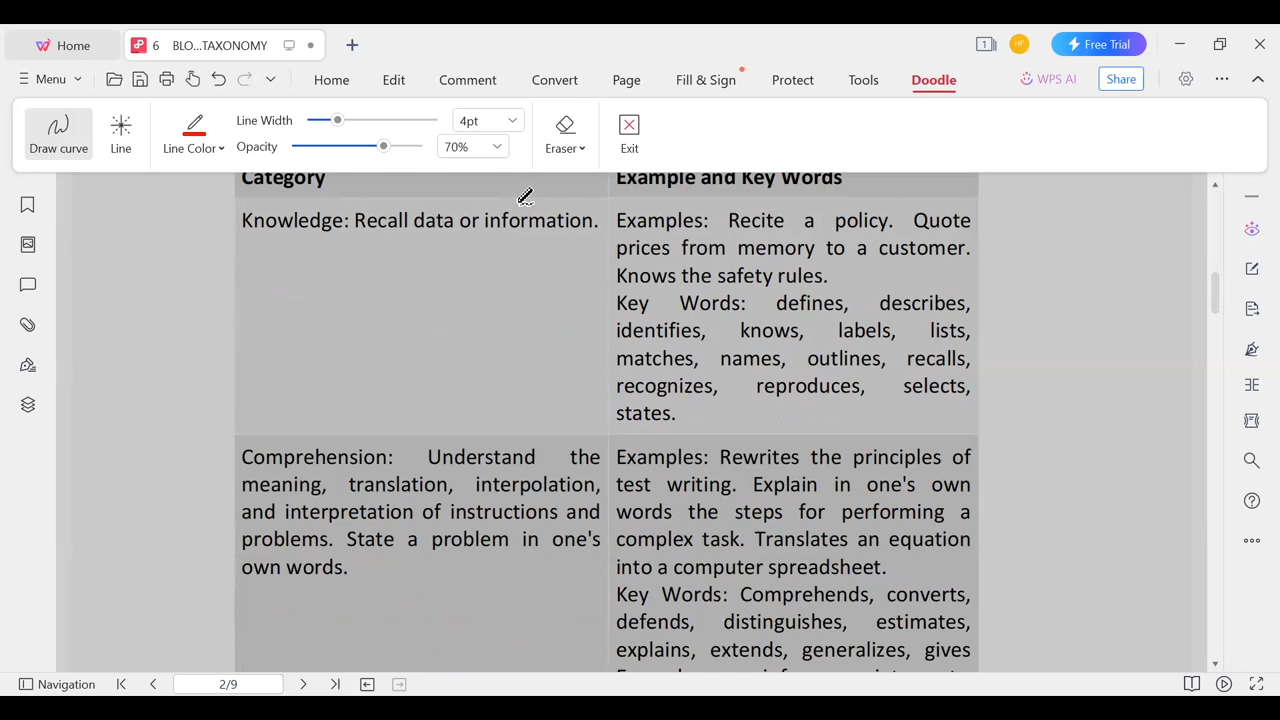 Home
6 BLO...TAXONOMY
1
HF
Free Trial
Menu
Home Edit Comment Convert Page Fill & Sign Protect Tools Doodle
WPS AI
Share
Draw curve
Line
Line Color
Line Width
4pt
Opacity
70%
Eraser
Exit
Category
Example and Key Words
Knowledge: Recall data or information.
Examples: Recite a policy. Quote
prices from memory to a customer.
Knows the safety rules.
Key Words: defines, describes,
identifies, knows, labels, lists,
matches, names, outlines, recalls,
recognizes, reproduces, selects,
states.
Comprehension: Understand the
meaning, translation, interpolation,
and interpretation of instructions and
problems. State a problem in one's
own words.
Examples: Rewrites the principles of
test writing. Explain in one's own
words the steps for performing a
complex task. Translates an equation
into a computer spreadsheet.
Key Words: Comprehends, converts,
defends, distinguishes, estimates,
explains, extends, generalizes, gives
Navigation
2/9